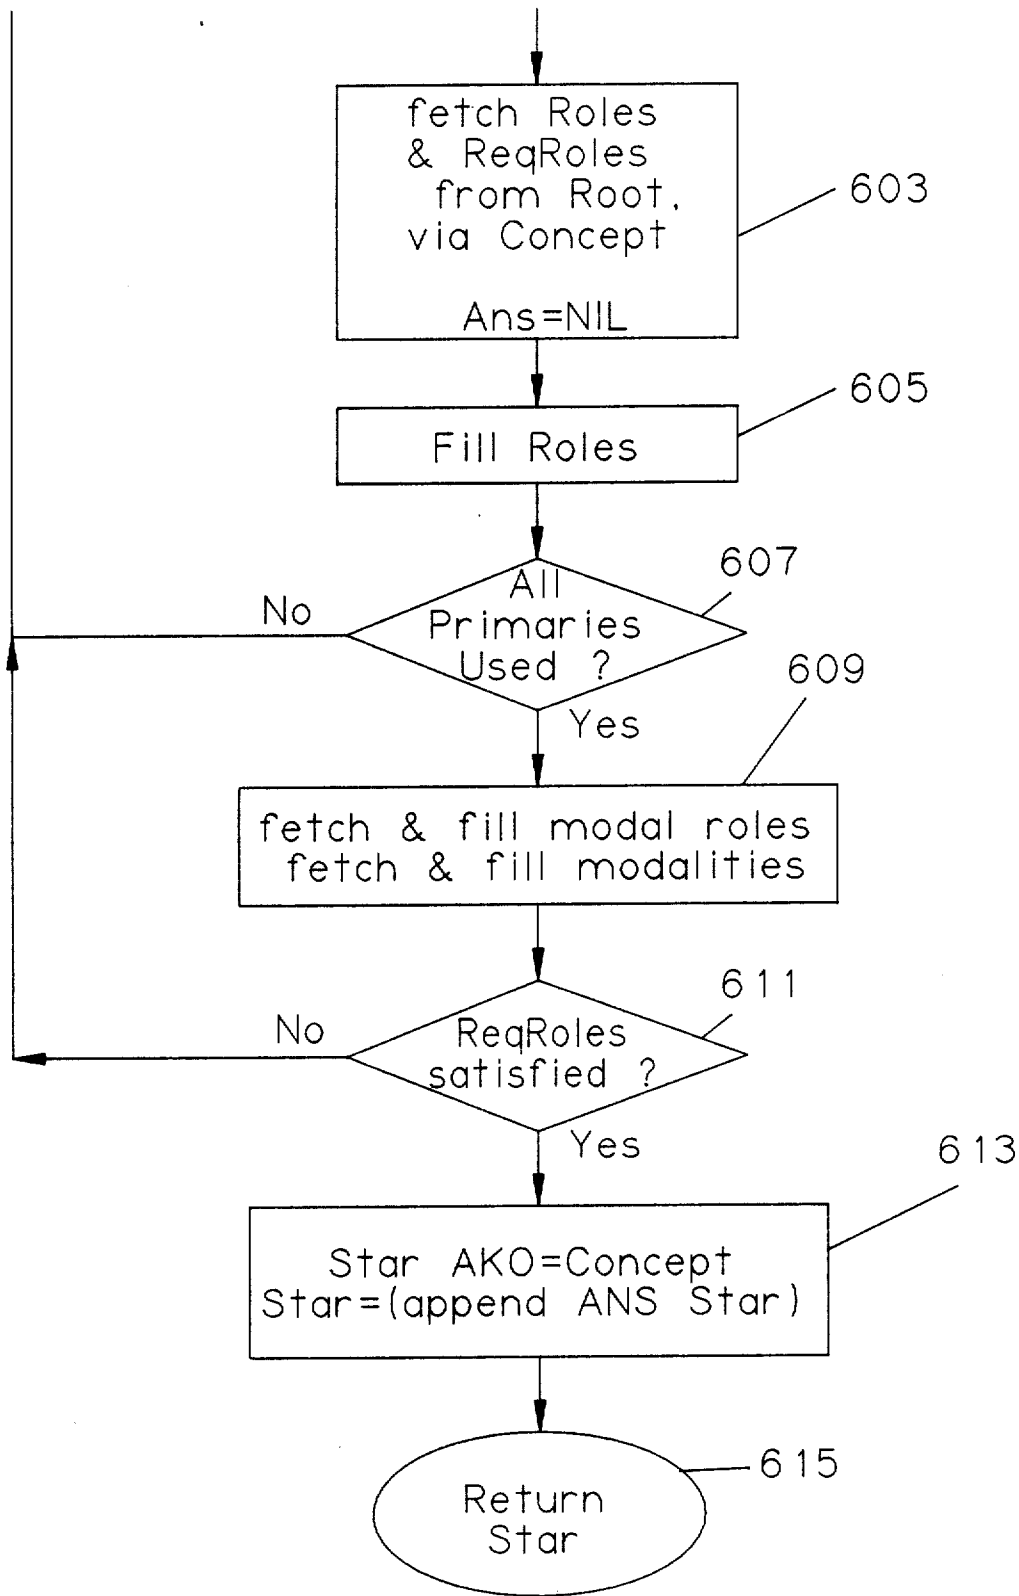 fetch Roles
& ReqRoles
from Root,
via Concept
Ans=NIL
603
605
Fill Roles
607
All
Primaries
Used ?
No
Yes
609
fetch & fill modal roles
fetch & fill modalities
611
ReqRoles
satisfied ?
No
Yes
613
Star AKO=Concept
Star=(append ANS Star)
615
Return
Star